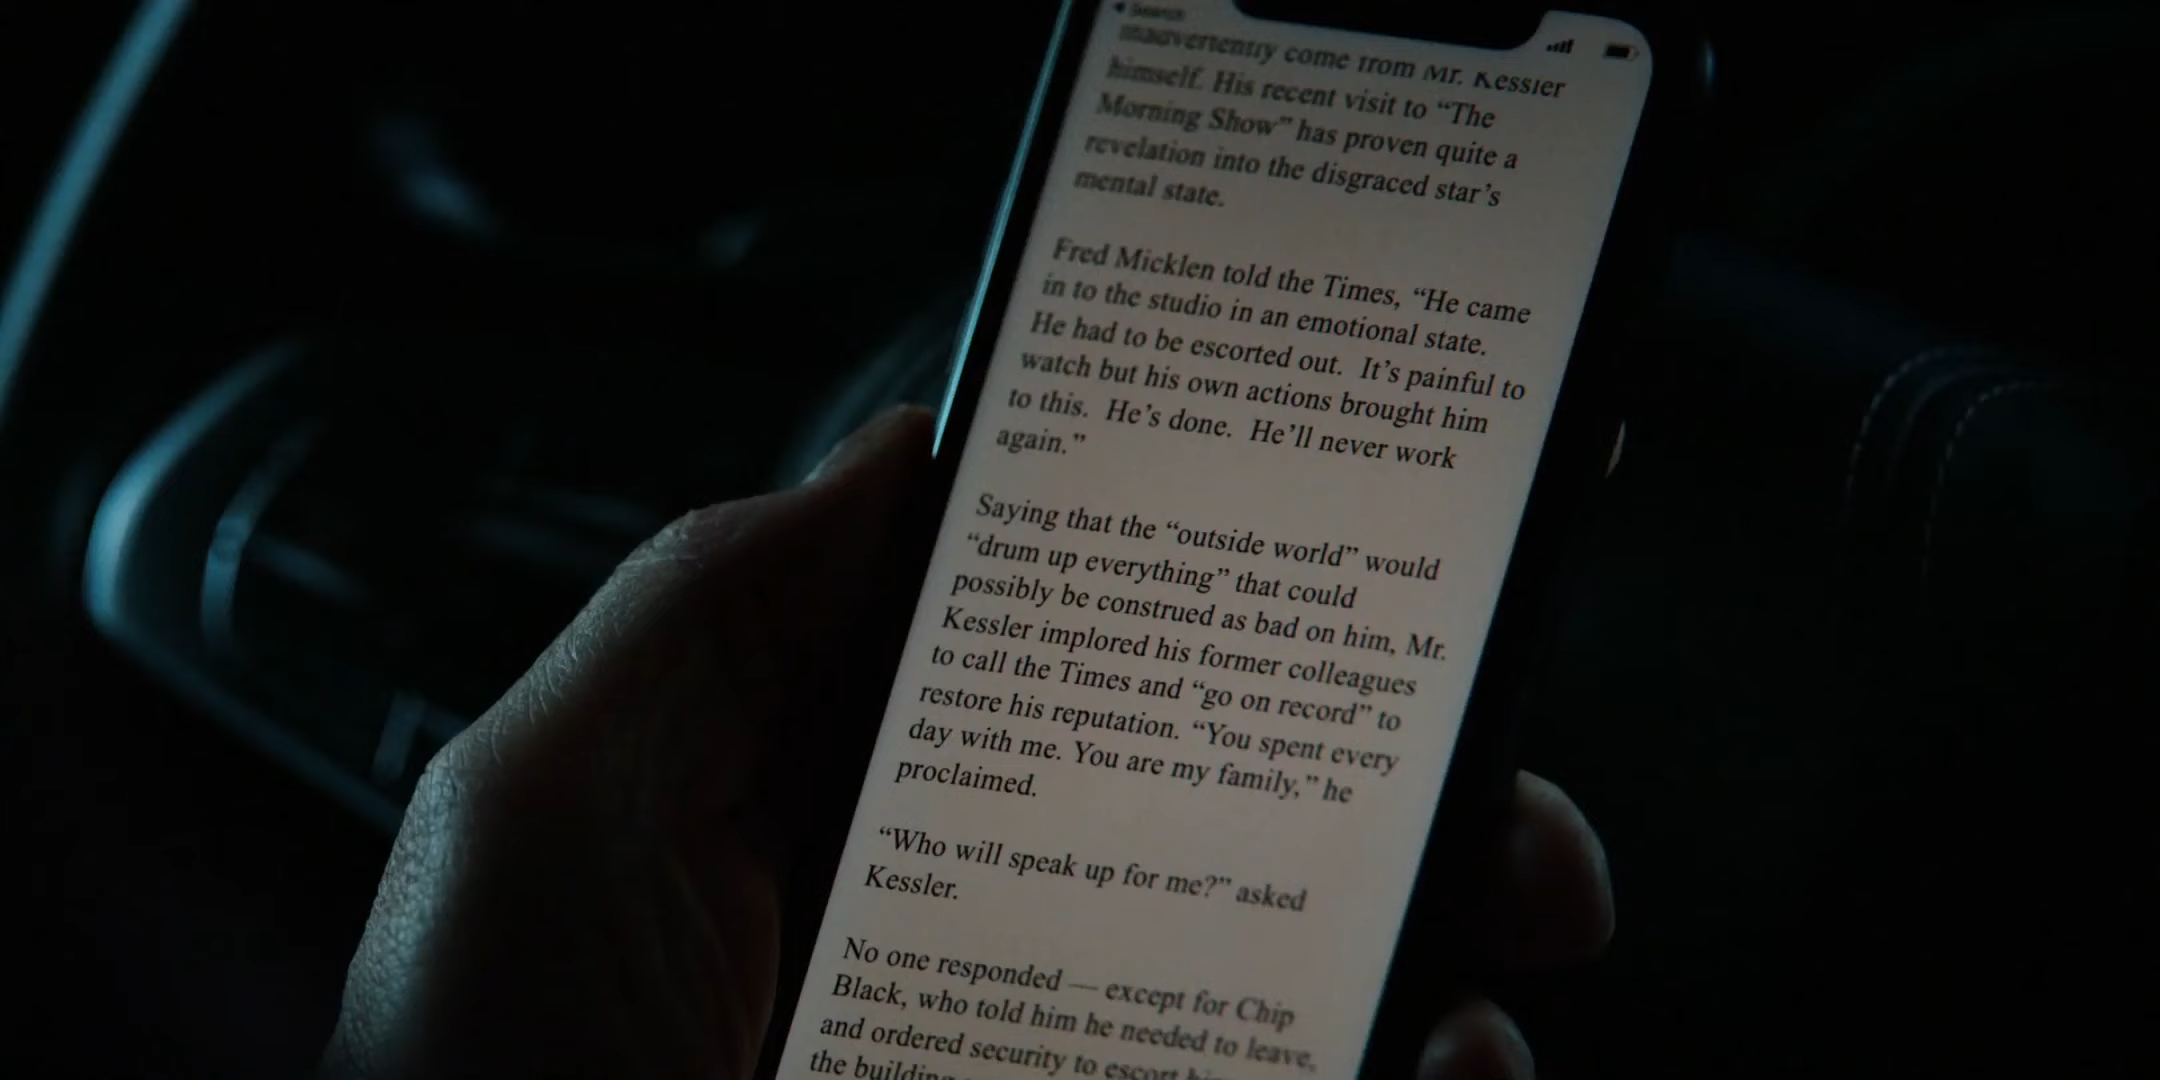 Search
inadvertently come from Mr. Kessler
himself. His recent visit to “The
Morning Show” has proven quite a
revelation into the disgraced star’s
mental state.
Fred Micklen told the Times, “He came
in to the studio in an emotional state.
He had to be escorted out.  It’s painful to
watch but his own actions brought him
to this.  He’s done.  He’ll never work
again.”
Saying that the “outside world” would
“drum up everything” that could
possibly be construed as bad on him, Mr.
Kessler implored his former colleagues
to call the Times and “go on record” to
restore his reputation. “You spent every
day with me. You are my family,” he
proclaimed.
“Who will speak up for me?” asked
Kessler.
No one responded — except for Chip
Black, who told him he needed to leave,
and ordered security to escort
the building